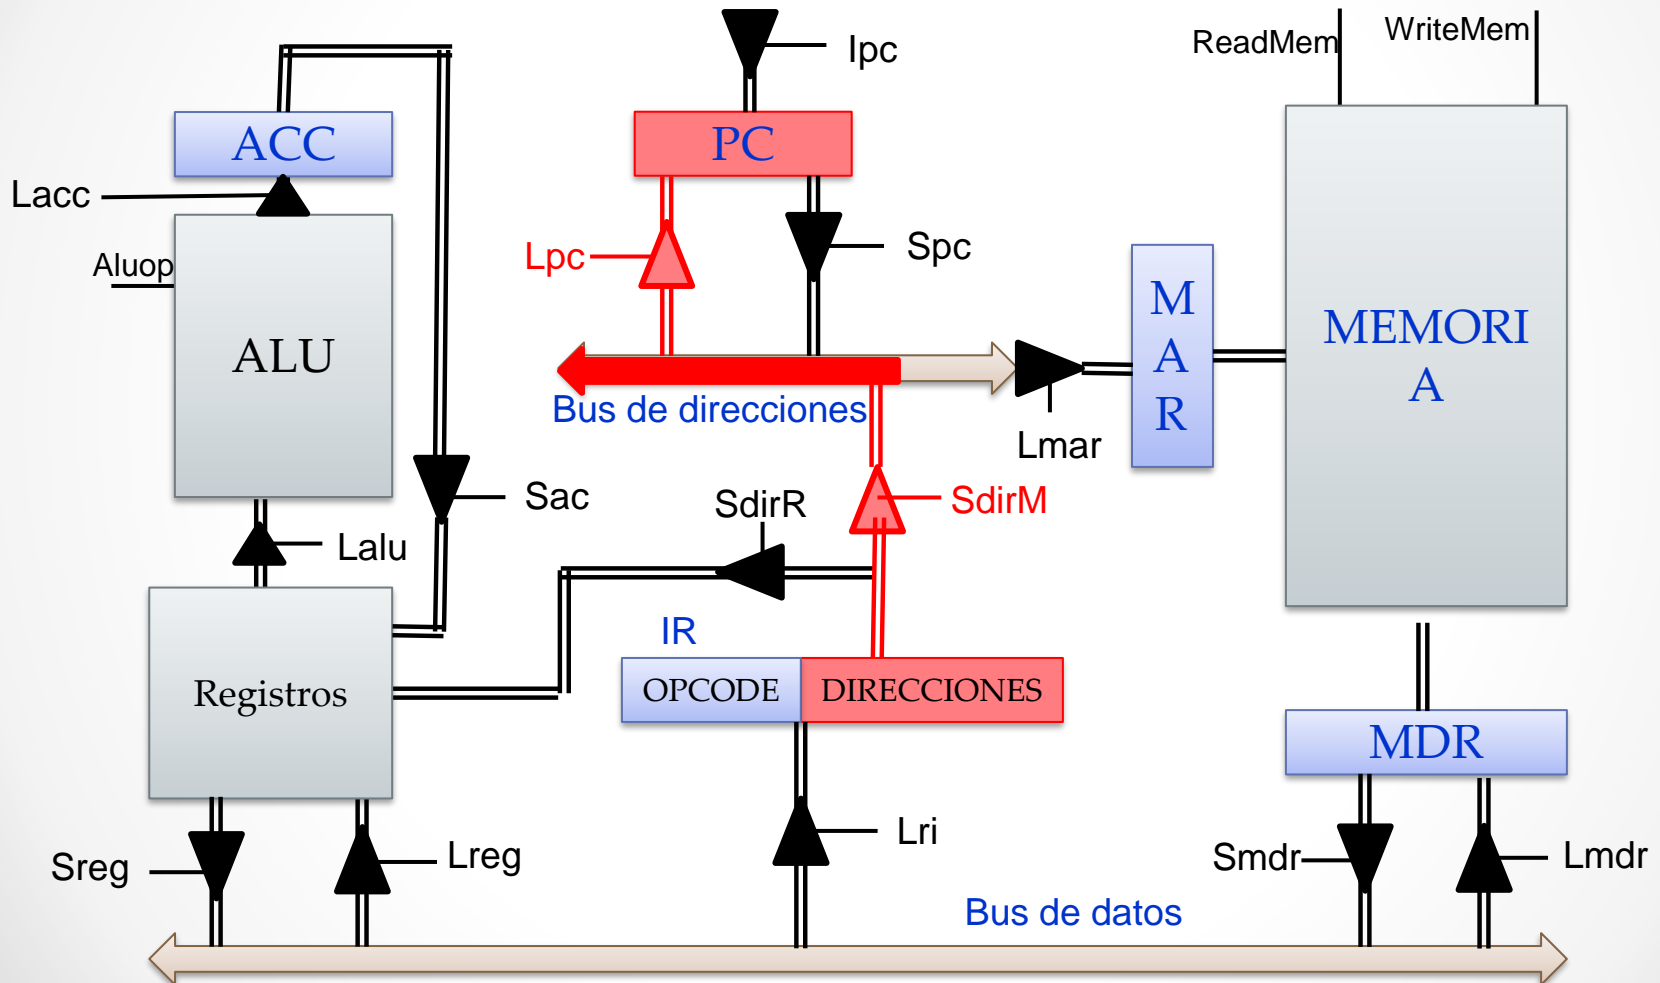 ReadMem
WriteMem
Ipc
ACC
PC
Lacc
Lpc
Spc
Aluop
ALU
M
A
R
MEMORI
A
Bus de direcciones
Lmar
Sac
SdirR
SdirM
Lalu
IR
Registros
OPCODE
DIRECCIONES
MDR
Sreg
Lreg
Lri
Smdr
Lmdr
Bus de datos